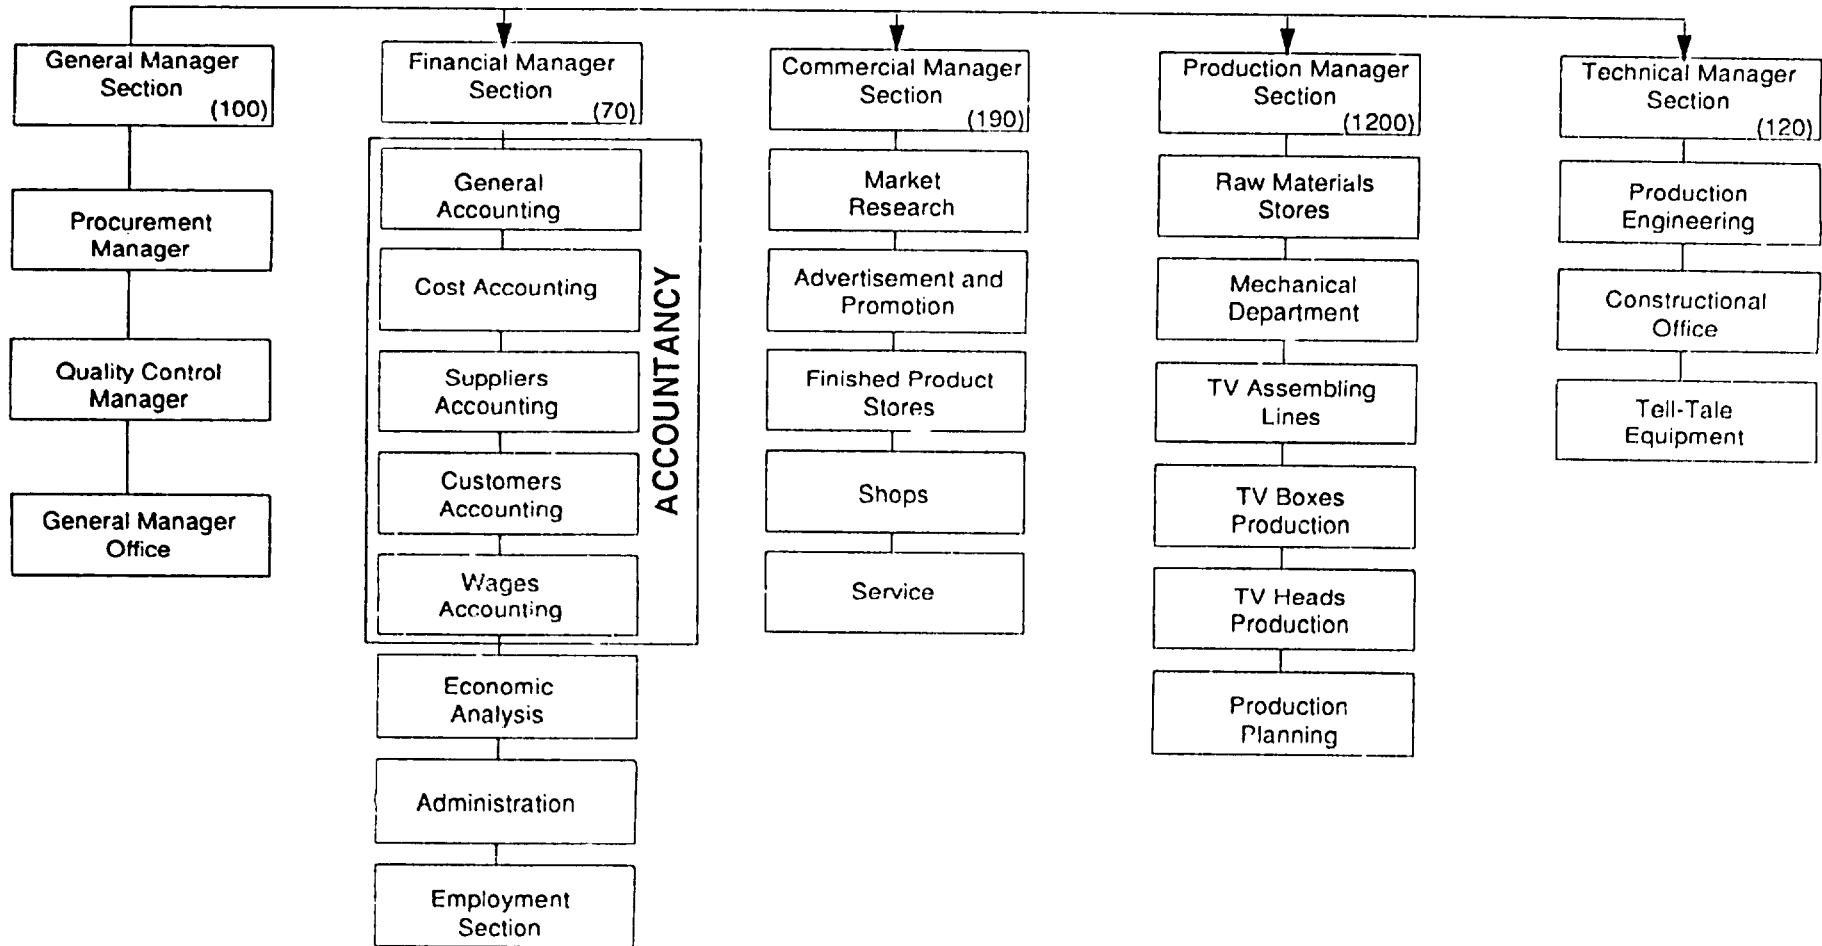 General Manager
Section
(100)
Procurement
Manager
Quality Control
Manager
General Manager
Office
Financial Manager
Section
(70)
General
Accounting
Cost Accounting
Suppliers
Accounting
Customers
Accounting
Wages
Accounting
ACCOUNTANCY
Economic
Analysis
Administration
Employment
Section
Commercial Manager
Section
(190)
Market
Research
Advertisement and
Promotion
Finished Product
Stores
Shops
Service
Production Manager
Section
(1200)
Raw Materials
Stores
Mechanical
Department
TV Assembling
Lines
TV Boxes
Production
TV Heads
Production
Production
Planning
Technical Manager
Section
(120)
Production
Engineering
Constructional
Office
Tell-Tale
Equipment